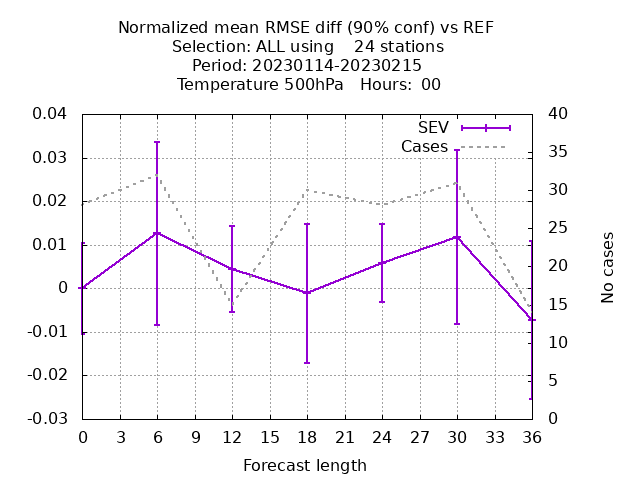 Normalized mean RMSE diff (90% conf) vs REF
Selection: ALL using    24 stations
Period: 20230114-20230215
Temperature 500hPa   Hours:  00
SEV
Cases
0.04
0.03
0.02
0.01
0
-0.01
-0.02
-0.03
40
35
30
25
20
15
10
5
0
No cases
0 3 6 9 12 15 18 21 24 27 30 33 36
Forecast length